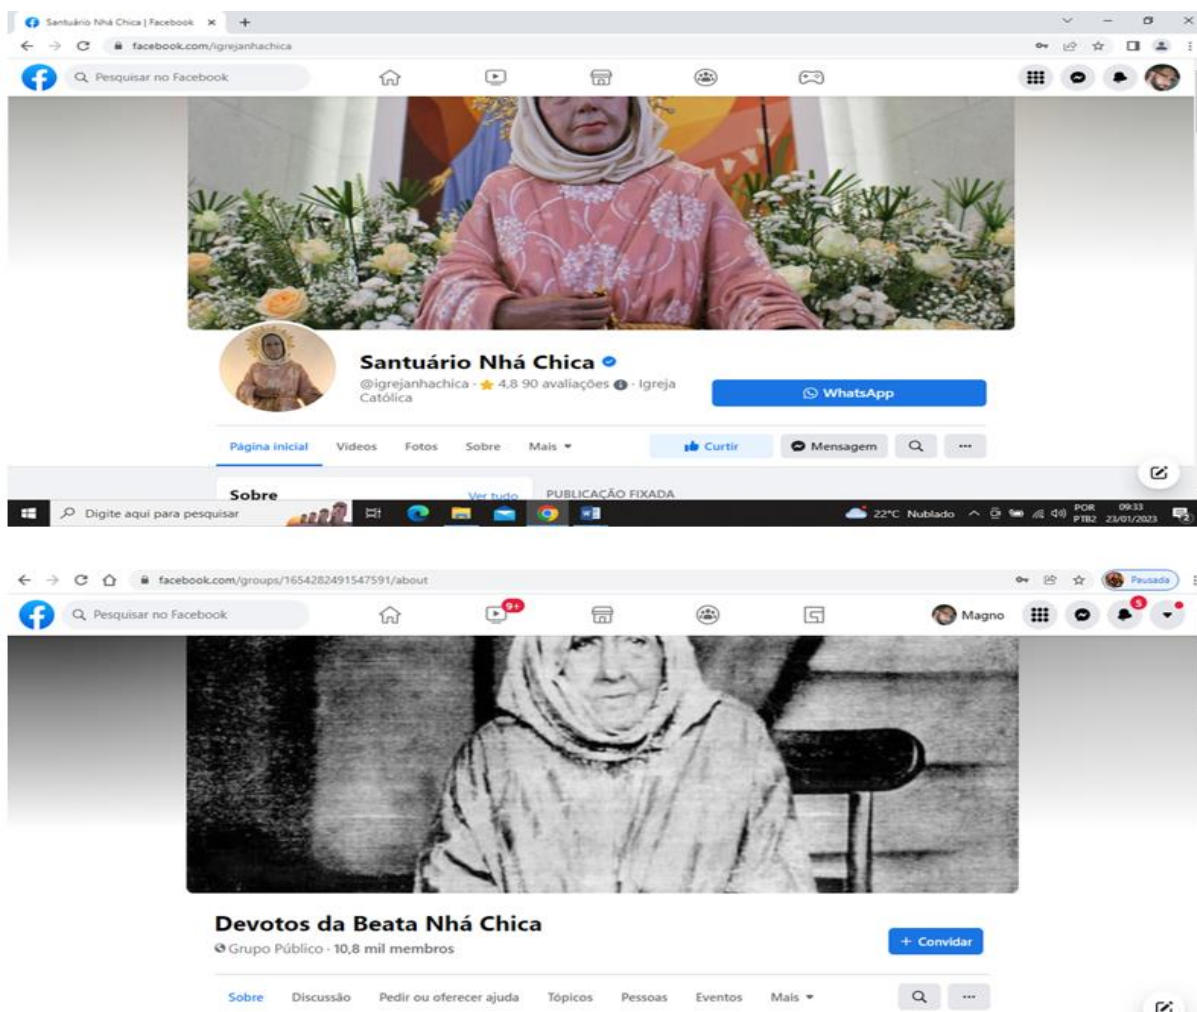 Santuário Nhá Chica | Facebook
facebook.com/igrejanhachica
Pesquisar no Facebook
Santuário Nhá Chica
@igrejanhachica · 4,8 90 avaliações · Igreja
Católica
WhatsApp
Página inicial Vídeos Fotos Sobre Mais
Curtir Mensagem
Sobre Ver tudo PUBLICAÇÃO FIXADA
Digite aqui para pesquisar 22°C Nublado POR 09:33
PTB2 23/01/2023 2
facebook.com/groups/1654282491547591/about Pausada
Pesquisar no Facebook 9+ Magno 5
Devotos da Beata Nhá Chica
Grupo Público · 10,8 mil membros
+ Convidar
Sobre Discussão Pedir ou oferecer ajuda Tópicos Pessoas Eventos Mais